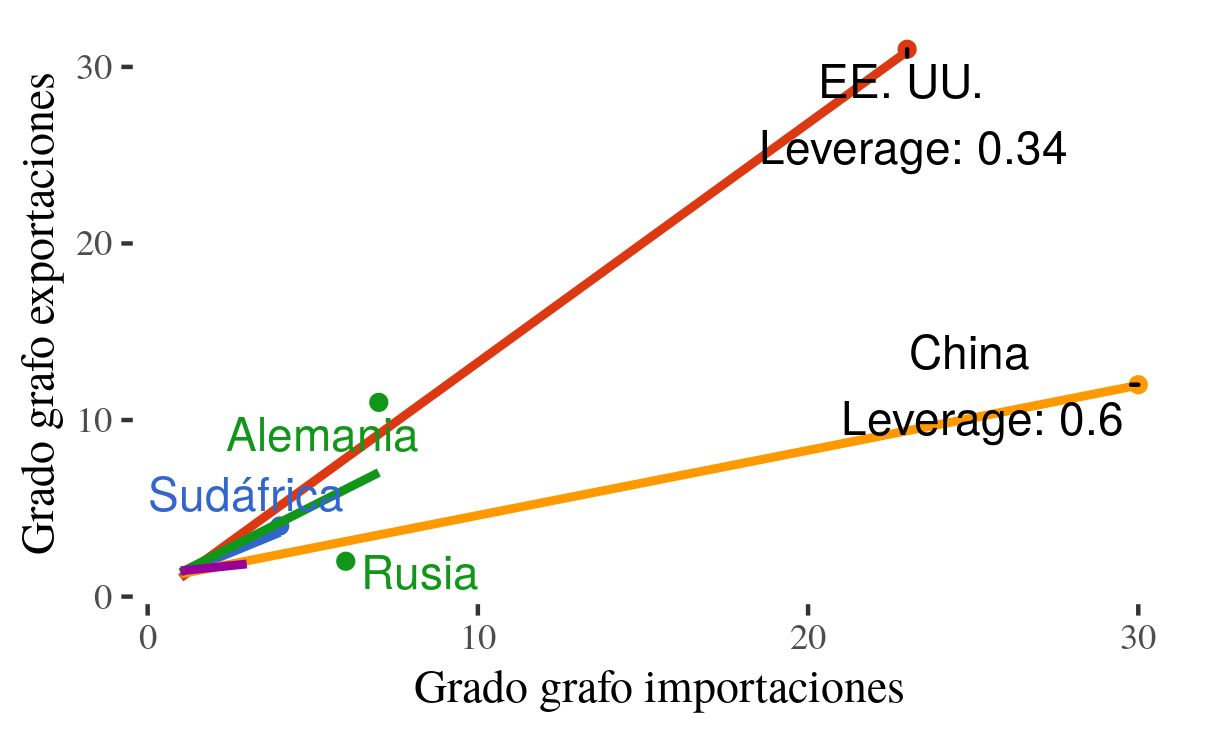 Grado grafo exportaciones
30
20
10
0
EE. UU.
Leverage: 0.34
China
Leverage: 0.6
Alemania
Sudáfrica
Rusia
0
10
20
30
Grado grafo importaciones